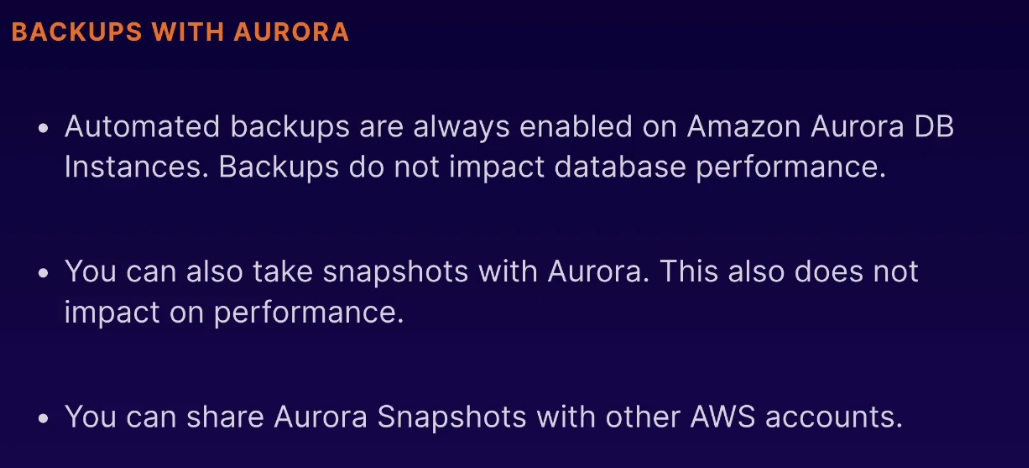 BACKUPS WITH AURORA
• Automated backups are always enabled on Amazon Aurora DB
Instances. Backups do not impact database performance.
• You can also take snapshots with Aurora. This also does not
impact on performance.
• You can share Aurora Snapshots with other AWS accounts.